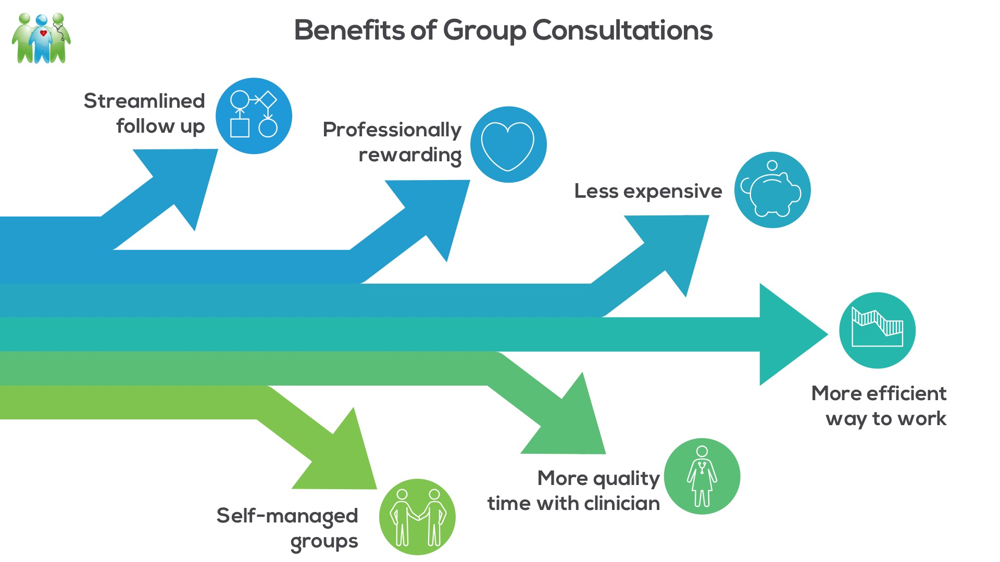 Benefits of Group Consultations
Streamlined
follow up
Professionally
rewarding
Less expensive
More efficient
way to work
More quality
time with clinician
Self-managed
groups